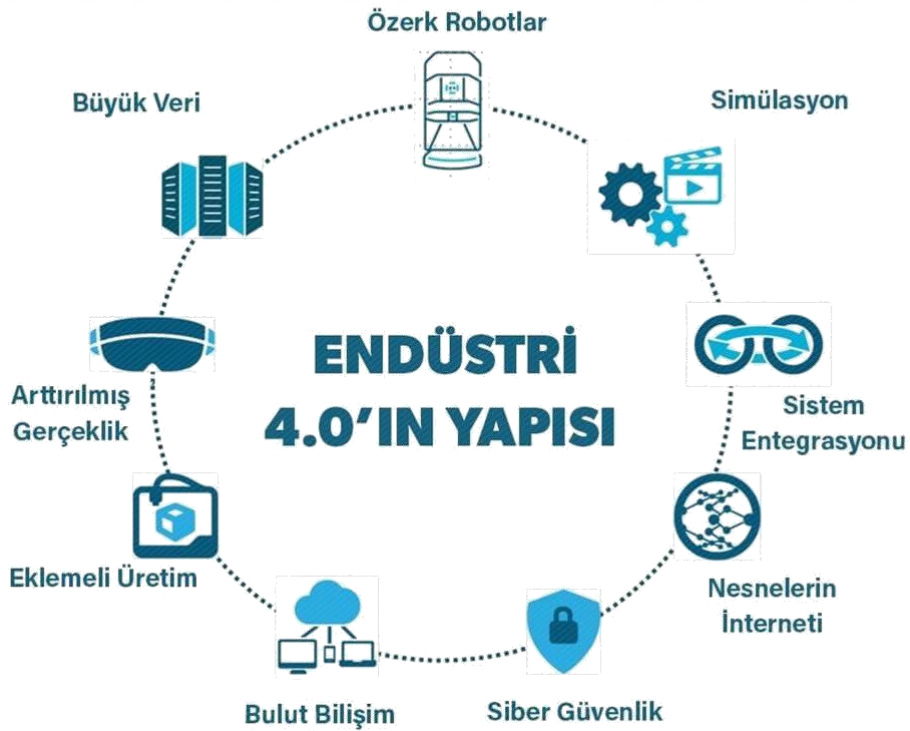 Özerk Robotlar
Büyük Veri
Simülasyon
ENDÜSTRİ
4.0’IN YAPISI
Arttırılmış
Gerçeklik
Sistem
Entegrasyonu
Eklemeli Üretim
Nesnelerin
İnterneti
Bulut Bilişim
Siber Güvenlik